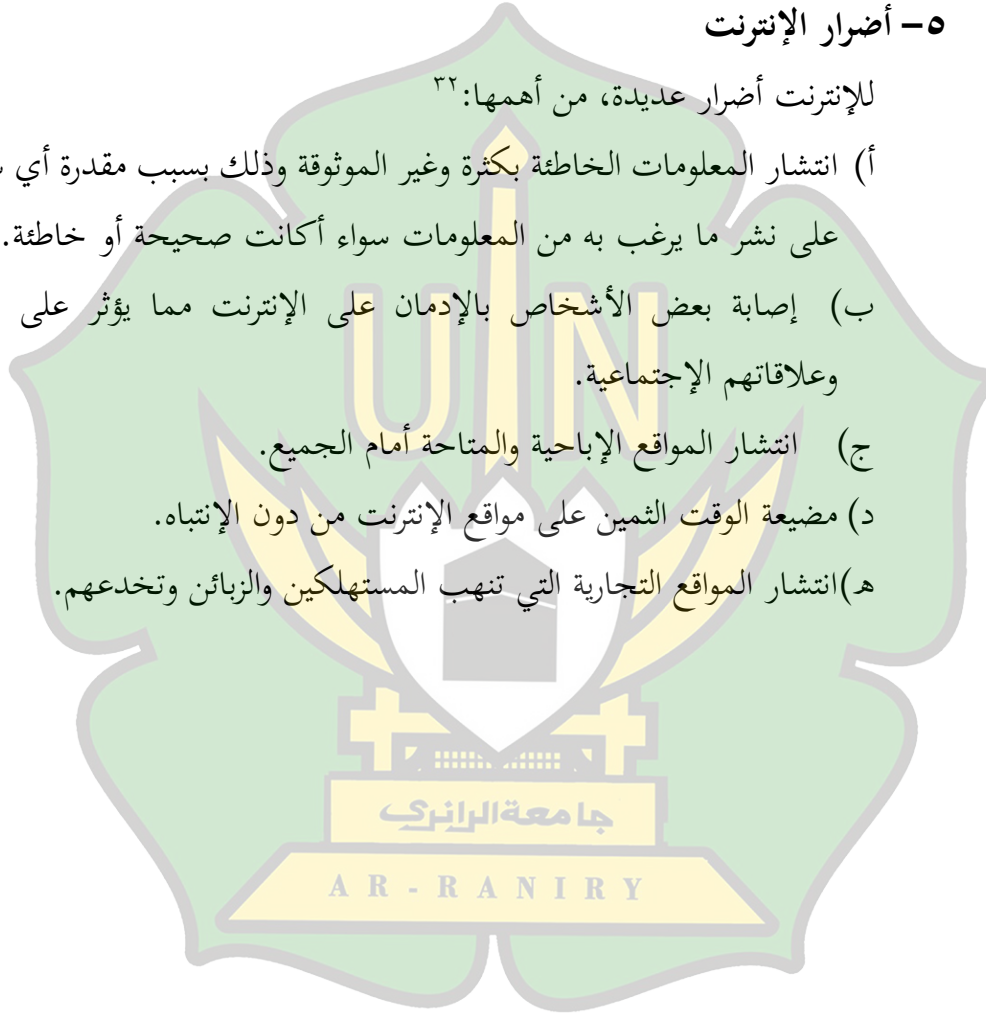 ٥– أضرار الإنترنت
للإنترنت أضرار عديدة، من أهمها:٣٢
أ) انتشار المعلومات الخاطئة بكثرة وغير الموثوقة وذلك بسبب مقدرة أي
على نشر ما يرغب به من المعلومات سواء أكانت صحيحة أو خاطئة.
ب) إصابة بعض الأشخاص بالإدمان على الإنترنت مما يؤثر على
وعلاقاتهم الإجتماعية.
ج) انتشار المواقع الإباحية والمتاحة أمام الجميع.
د) مضيعة الوقت الثمين على مواقع الإنترنت من دون الإنتباه.
هـ)انتشار المواقع التجارية التي تنهب المستهلكين والزبائن وتخدعهم.
UIN
جامعة الرانري
AR-RANIRY